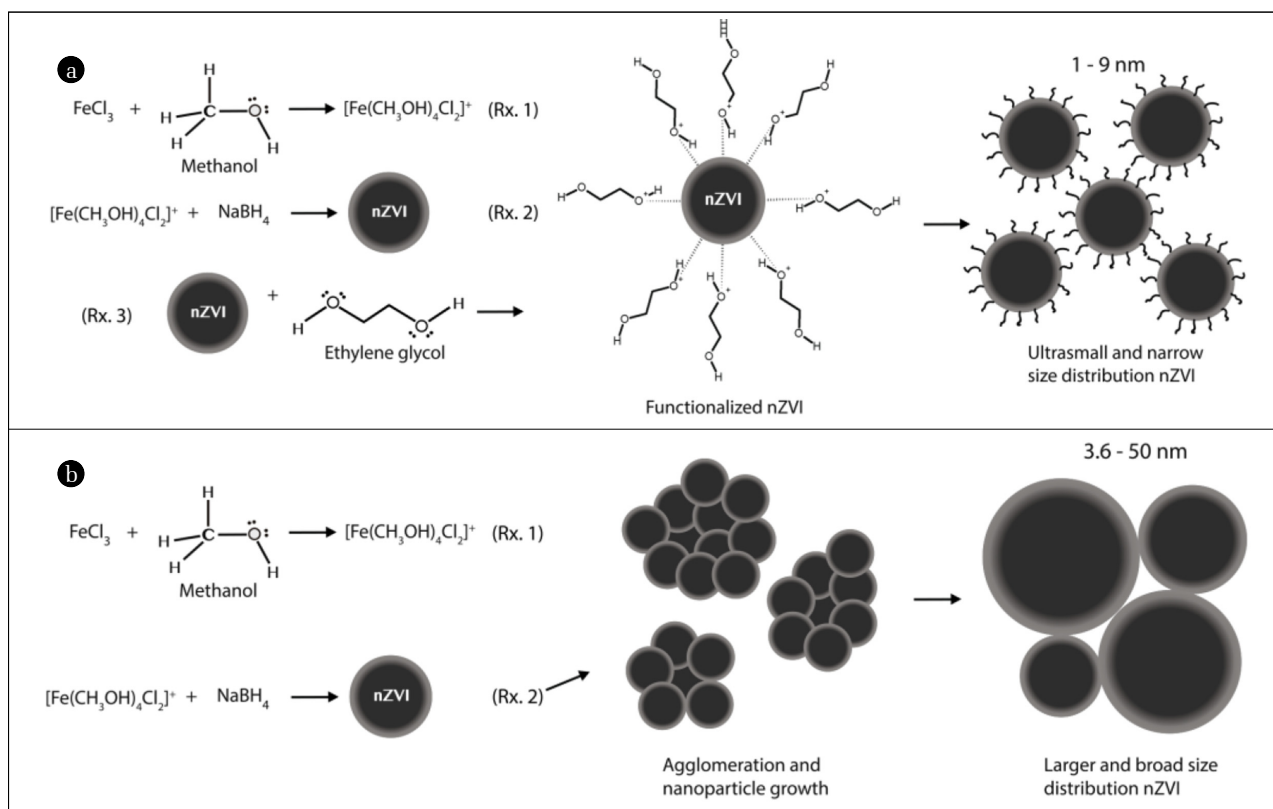 a
1 - 9 nm
FeCl₃ + H H C H O H → [Fe(CH₃OH)₄Cl₂]⁺ (Rx. 1)
Methanol
[Fe(CH₃OH)₄Cl₂]⁺ + NaBH₄ → nZVI (Rx. 2)
(Rx. 3) nZVI + H O O H →
Ethylene glycol
nZVI
Functionalized nZVI
Ultrasmall and narrow
size distribution nZVI
b
3.6 - 50 nm
FeCl₃ + H H C H O H → [Fe(CH₃OH)₄Cl₂]⁺ (Rx. 1)
Methanol
[Fe(CH₃OH)₄Cl₂]⁺ + NaBH₄ → nZVI (Rx. 2)
Agglomeration and
nanoparticle growth
Larger and broad size
distribution nZVI